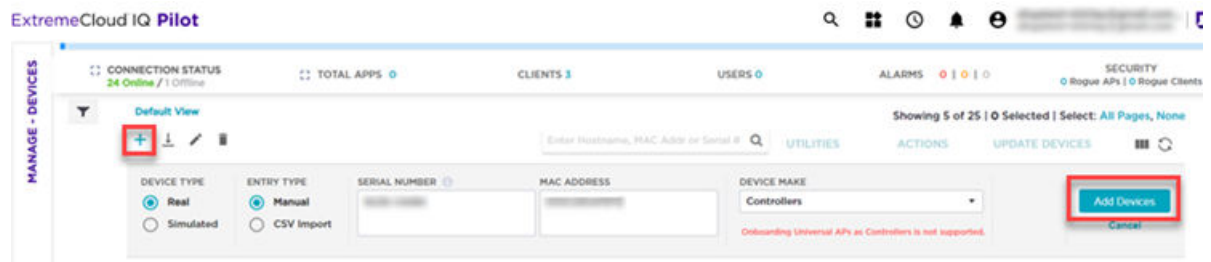 ExtremeCloud IQ Pilot
MANAGE - DEVICES
CONNECTION STATUS
24 Online / 1 Offline
TOTAL APPS 0
CLIENTS 3
USERS 0
ALARMS 0 | 0 | 0
SECURITY
0 Rogue APs | 0 Rogue Clients
Default View
Showing 5 of 25 | 0 Selected | Select: All Pages, None
Enter Hostname, MAC Addr or Serial #
UTILITIES
ACTIONS
UPDATE DEVICES
DEVICE TYPE
Real
Simulated
ENTRY TYPE
Manual
CSV Import
SERIAL NUMBER
MAC ADDRESS
DEVICE MAKE
Controllers
Onboarding Universal APs as Controllers is not supported.
Add Devices
Cancel